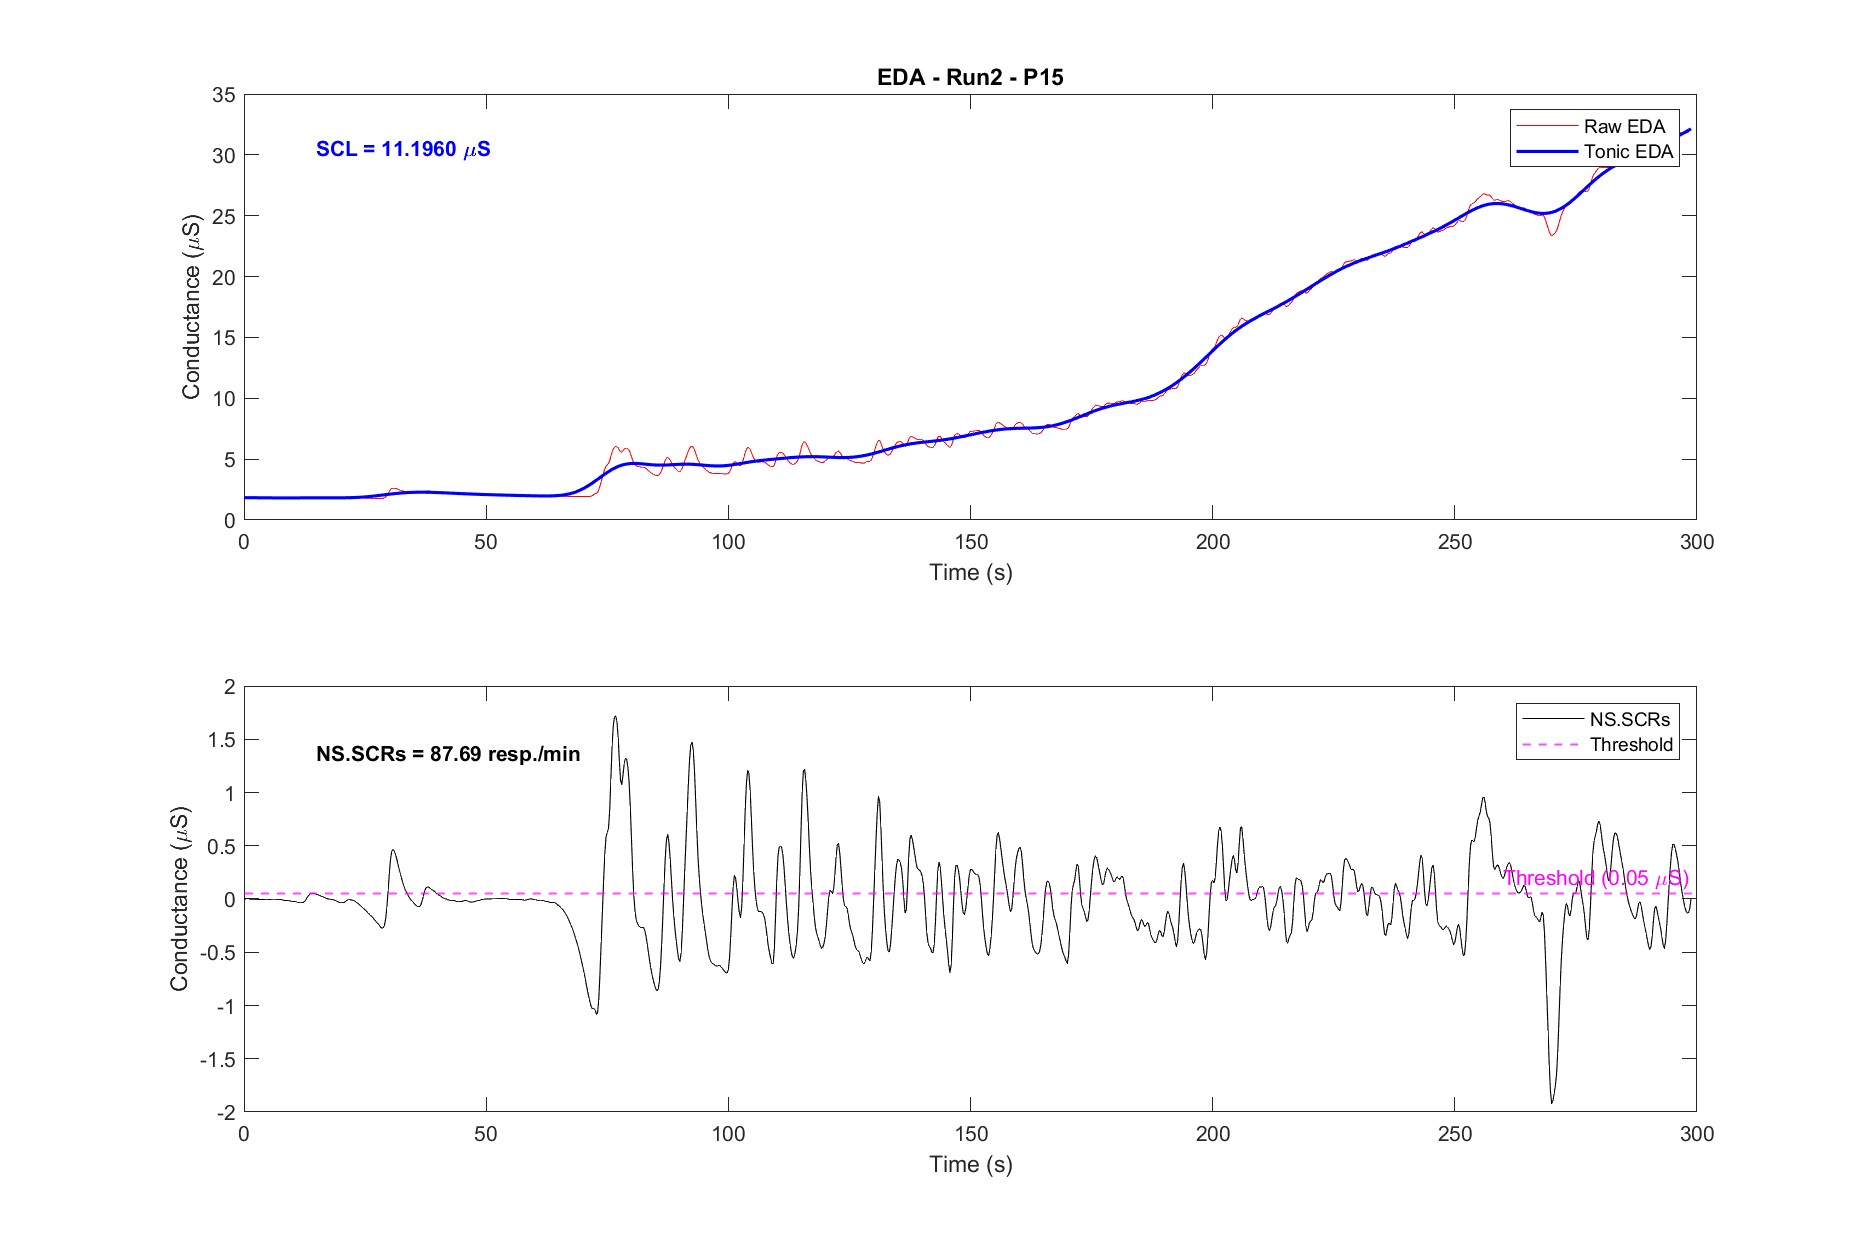 EDA - Run2 - P15
35
30
25
20
15
10
5
0
Conductance (μS)
SCL = 11.1960 μS
Raw EDA
Tonic EDA
0 50 100 150 200 250 300
Time (s)
2
1.5
1
0.5
0
-0.5
-1
-1.5
-2
Conductance (μS)
NS.SCRs = 87.69 resp./min
NS.SCRs
Threshold
Threshold (0.05 μS)
0 50 100 150 200 250 300
Time (s)